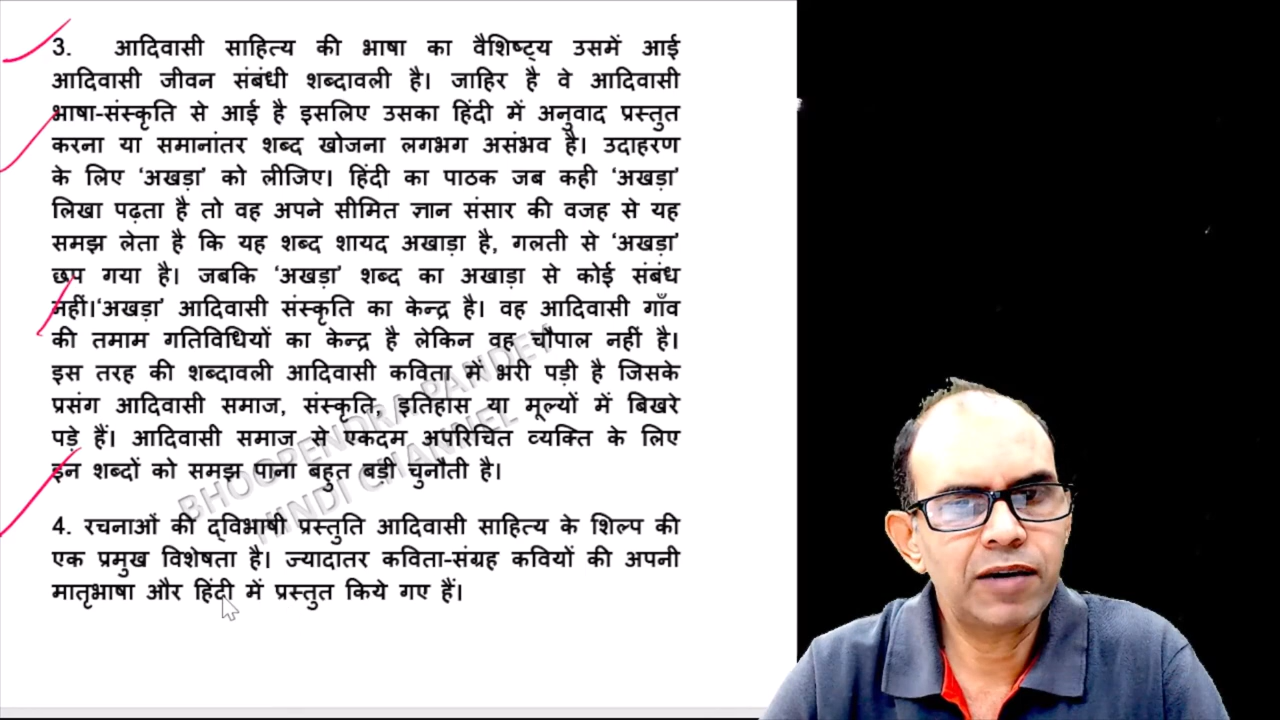 3. आदिवासी साहित्य की भाषा का वैशिष्ट्य उसमें आई
आदिवासी जीवन संबंधी शब्दावली है। जाहिर है वे आदिवासी
भाषा-संस्कृति से आई है इसलिए उसका हिंदी में अनुवाद प्रस्तुत
करना या समानांतर शब्द खोजना लगभग असंभव है। उदाहरण
के लिए ‘अखड़ा’ को लीजिए। हिंदी का पाठक जब कही ‘अखड़ा’
लिखा पढ़ता है तो वह अपने सीमित ज्ञान संसार की वजह से यह
समझ लेता है कि यह शब्द शायद अखाड़ा है, गलती से ‘अखड़ा’
छप गया है। जबकि ‘अखड़ा’ शब्द का अखाड़ा से कोई संबंध
नहीं।‘अखड़ा’ आदिवासी संस्कृति का केन्द्र है। वह आदिवासी गाँव
की तमाम गतिविधियों का केन्द्र है लेकिन वह चौपाल नहीं है।
इस तरह की शब्दावली आदिवासी कविता में भरी पड़ी है जिसके
प्रसंग आदिवासी समाज, संस्कृति, इतिहास या मूल्यों में बिखरे
पड़े हैं। आदिवासी समाज से एकदम अपरिचित व्यक्ति के लिए
इन शब्दों को समझ पाना बहुत बड़ी चुनौती है।
4. रचनाओं की द्विभाषी प्रस्तुति आदिवासी साहित्य के शिल्प की
एक प्रमुख विशेषता है। ज्यादातर कविता-संग्रह कवियों की अपनी
मातृभाषा और हिंदी में प्रस्तुत किये गए हैं।
BHOOPENDRA PANDEY
HINDI CHANNEL